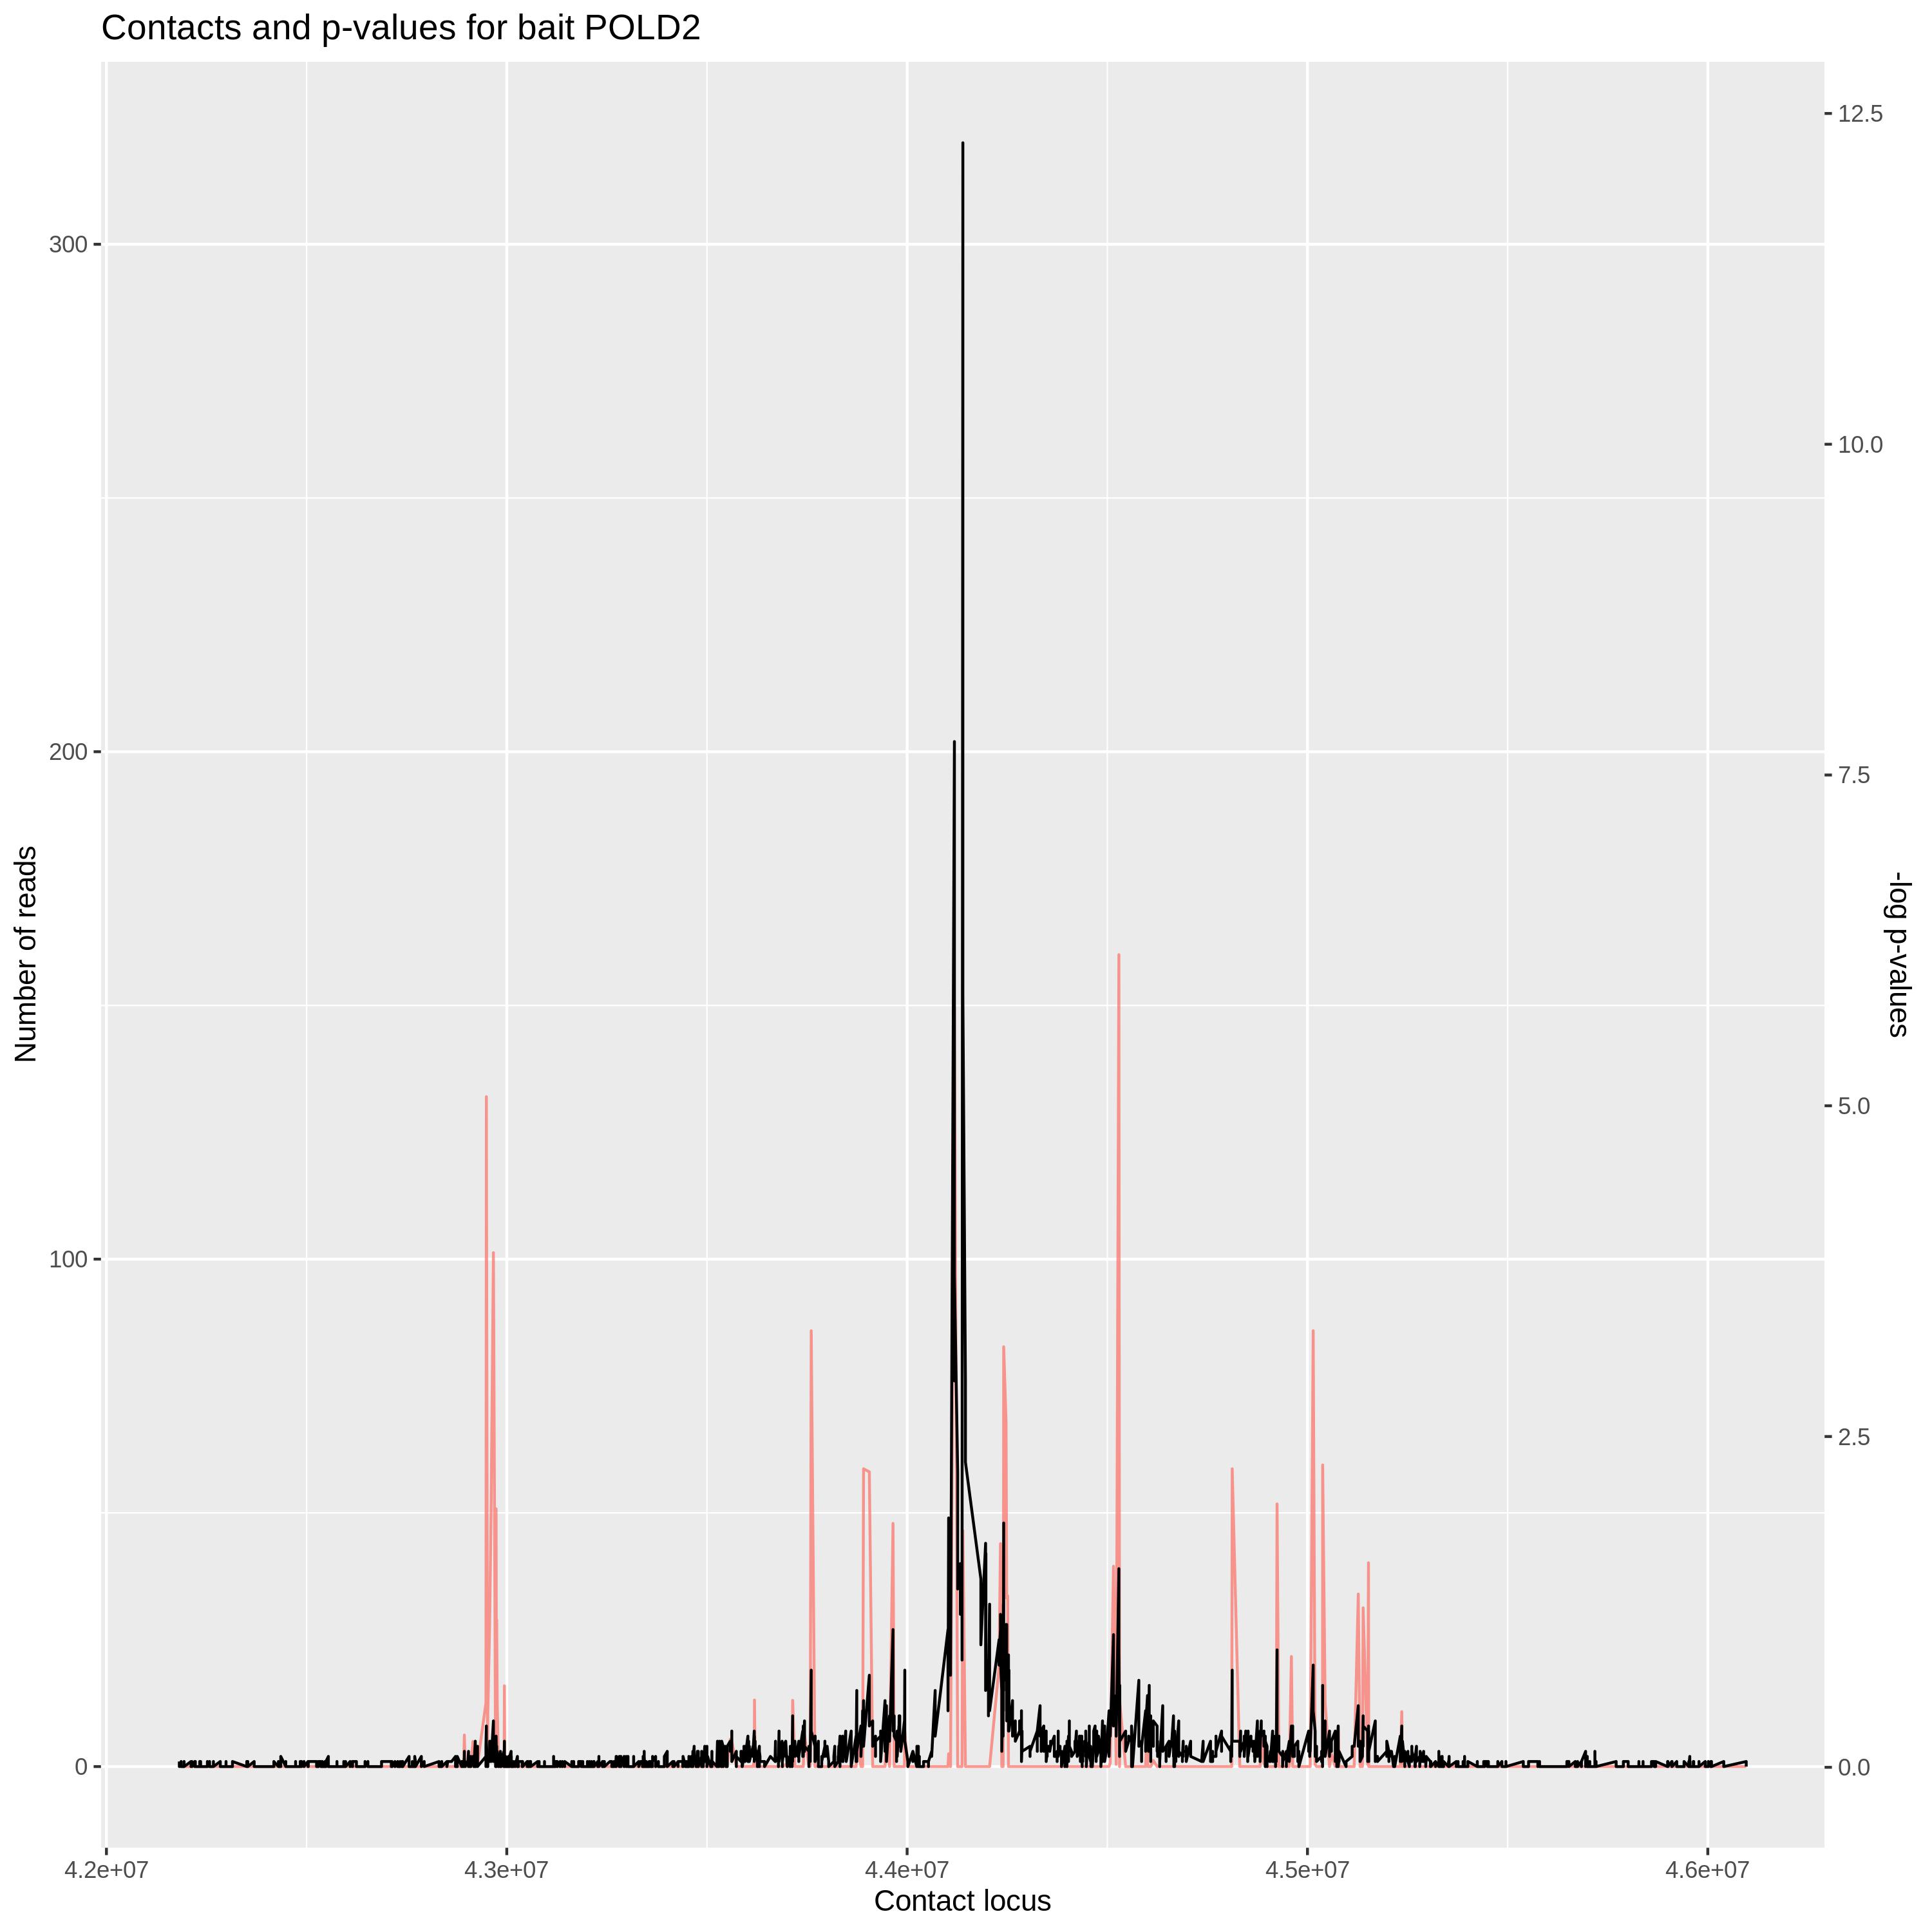 Contacts and p-values for bait POLD2
Number of reads
300
200
100
0
12.5
10.0
7.5
5.0
2.5
0.0
-log p-values
4.2e+07
4.3e+07
4.4e+07
4.5e+07
4.6e+07
Contact locus